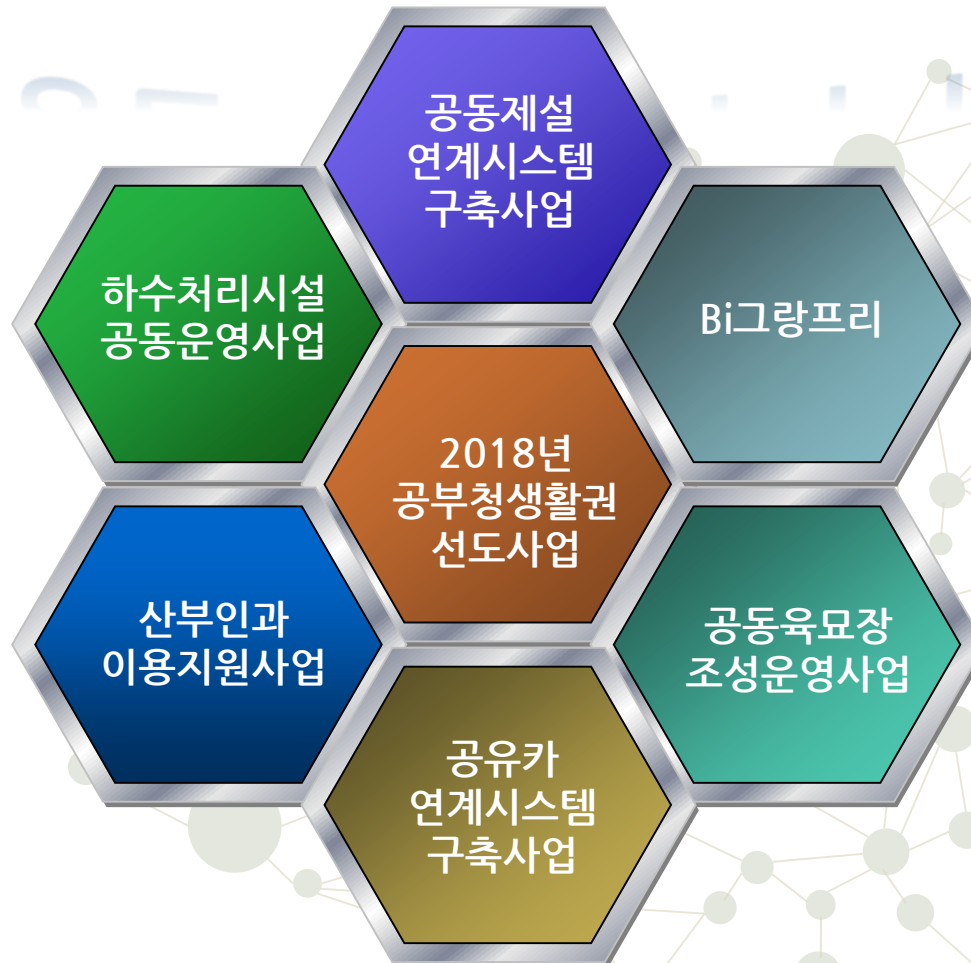 공동제설
연계시스템
구축사업
하수처리시설
공동운영사업
Bi그랑프리
2018년
공부청생활권
선도사업
산부인과
이용지원사업
공동육묘장
조성운영사업
공유카
연계시스템
구축사업